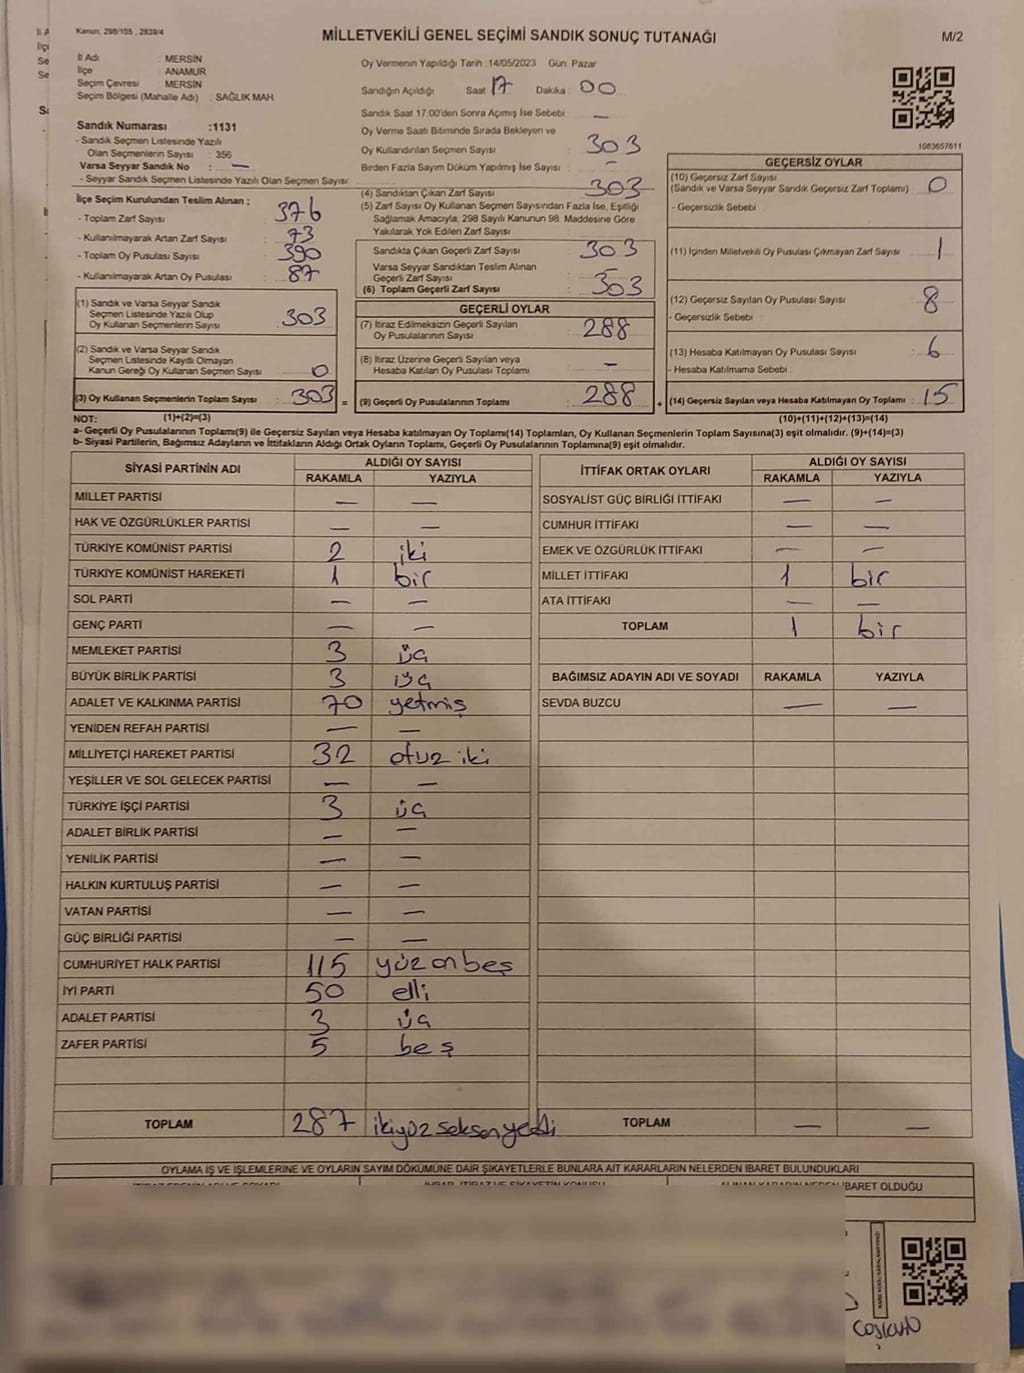 Kanun: 298/105 , 2839/4
MİLLETVEKİLİ GENEL SEÇİMİ SANDIK SONUÇ TUTANAĞI
M/2
İl Adı : MERSİN
İlçe : ANAMUR
Seçim Çevresi : MERSİN
Seçim Bölgesi (Mahalle Adı) : SAĞLIK MAH.
Sandık Numarası :1131
- Sandık Seçmen Listesinde Yazılı
Olan Seçmenlerin Sayısı : 356
Varsa Seyyar Sandık No : —
- Seyyar Sandık Seçmen Listesinde Yazılı Olan Seçmen Sayısı:
Oy Vermenin Yapıldığı Tarih :14/05/2023 Gün: Pazar
Sandığın Açıldığı Saat : 17 Dakika : 00
Sandık Saat 17:00'den Sonra Açımış İse Sebebi : —
Oy Verme Saati Bitiminde Sırada Bekleyen ve
Oy Kullandırılan Seçmen Sayısı : 303
Birden Fazla Sayım Döküm Yapılmış İse Sayısı : —
1083657611
İlçe Seçim Kurulundan Teslim Alınan ;
- Toplam Zarf Sayısı : 376
- Kullanılmayarak Artan Zarf Sayısı : 73
- Toplam Oy Pusulası Sayısı : 390
- Kullanılmayarak Artan Oy Pusulası : 87
(1) Sandık ve Varsa Seyyar Sandık
Seçmen Listesinde Yazılı Olup
Oy Kullanan Seçmenlerin Sayısı : 303
(2) Sandık ve Varsa Seyyar Sandık
Seçmen Listesinde Kayıtlı Olmayan
Kanun Gereği Oy Kullanan Seçmen Sayısı : 0
(3) Oy Kullanan Seçmenlerin Toplam Sayısı : 303 =
(4) Sandıktan Çıkan Zarf Sayısı : 303
(5) Zarf Sayısı Oy Kullanan Seçmen Sayısından Fazla İse, Eşitliği
Sağlamak Amacıyla; 298 Sayılı Kanunun 98. Maddesine Göre
Yakılarak Yok Edilen Zarf Sayısı :
Sandıkta Çıkan Geçerli Zarf Sayısı : 303
Varsa Seyyar Sandıktan Teslim Alınan
Geçerli Zarf Sayısı :
(6) Toplam Geçerli Zarf Sayısı : 303
GEÇERLİ OYLAR
(7) İtiraz Edilmeksizin Geçerli Sayılan
Oy Pusulalarının Sayısı : 288
(8) İtiraz Üzerine Geçerli Sayılan veya
Hesaba Katılan Oy Pusulası Toplamı : —
(9) Geçerli Oy Pusulalarının Toplamı : 288 +
GEÇERSİZ OYLAR
(10) Geçersiz Zarf Sayısı
(Sandık ve Varsa Seyyar Sandık Geçersiz Zarf Toplamı) : 0
- Geçersizlik Sebebi :
(11) İçinden Milletvekili Oy Pusulası Çıkmayan Zarf Sayısı : 1
(12) Geçersiz Sayılan Oy Pusulası Sayısı : 8
- Geçersizlik Sebebi :
(13) Hesaba Katılmayan Oy Pusulası Sayısı : 6
- Hesaba Katılmama Sebebi :
(14) Geçersiz Sayılan veya Hesaba Katılmayan Oy Toplamı : 15
NOT: (1)+(2)=(3) (10)+(11)+(12)+(13)=(14)
a- Geçerli Oy Pusulalarının Toplamı(9) ile Geçersiz Sayılan veya Hesaba katılmayan Oy Toplamı(14) Toplamları, Oy Kullanan Seçmenlerin Toplam Sayısına(3) eşit olmalıdır. (9)+(14)=(3)
b- Siyasi Partilerin, Bağımsız Adayların ve İttifakların Aldığı Ortak Oyların Toplamı, Geçerli Oy Pusulalarının Toplamına(9) eşit olmalıdır.
SİYASİ PARTİNİN ADI ALDIĞI OY SAYISI
RAKAMLA YAZIYLA
MİLLET PARTİSİ — —
HAK VE ÖZGÜRLÜKLER PARTİSİ — —
TÜRKİYE KOMÜNİST PARTİSİ 2 iki
TÜRKİYE KOMÜNİST HAREKETİ 1 bir
SOL PARTİ — —
GENÇ PARTİ — —
MEMLEKET PARTİSİ 3 üç
BÜYÜK BİRLİK PARTİSİ 3 üç
ADALET VE KALKINMA PARTİSİ 70 yetmiş
YENİDEN REFAH PARTİSİ — —
MİLLİYETÇİ HAREKET PARTİSİ 32 otuz iki
YEŞİLLER VE SOL GELECEK PARTİSİ — —
TÜRKİYE İŞÇİ PARTİSİ 3 üç
ADALET BİRLİK PARTİSİ — —
YENİLİK PARTİSİ — —
HALKIN KURTULUŞ PARTİSİ — —
VATAN PARTİSİ — —
GÜÇ BİRLİĞİ PARTİSİ — —
CUMHURİYET HALK PARTİSİ 115 yüz on beş
İYİ PARTİ 50 elli
ADALET PARTİSİ 3 üç
ZAFER PARTİSİ 5 beş
TOPLAM 287 ikiyüz seksen yedi
İTTİFAK ORTAK OYLARI ALDIĞI OY SAYISI
RAKAMLA YAZIYLA
SOSYALİST GÜÇ BİRLİĞİ İTTİFAKI — —
CUMHUR İTTİFAKI — —
EMEK VE ÖZGÜRLÜK İTTİFAKI — —
MİLLET İTTİFAKI 1 bir
ATA İTTİFAKI — —
TOPLAM 1 bir
BAĞIMSIZ ADAYIN ADI VE SOYADI RAKAMLA YAZIYLA
SEVDA BUZCU — —
TOPLAM — —
OYLAMA İŞ VE İŞLEMLERİNE VE OYLARIN SAYIM DÖKÜMÜNE DAİR ŞİKAYETLERLE BUNLARA AİT KARARLARIN NELERDEN İBARET BULUNDUKLARI
İHBAR, İTİRAZ VE ŞİKAYETİN KONUSU
ALINAN KARARIN NEDEN İBARET OLDUĞU